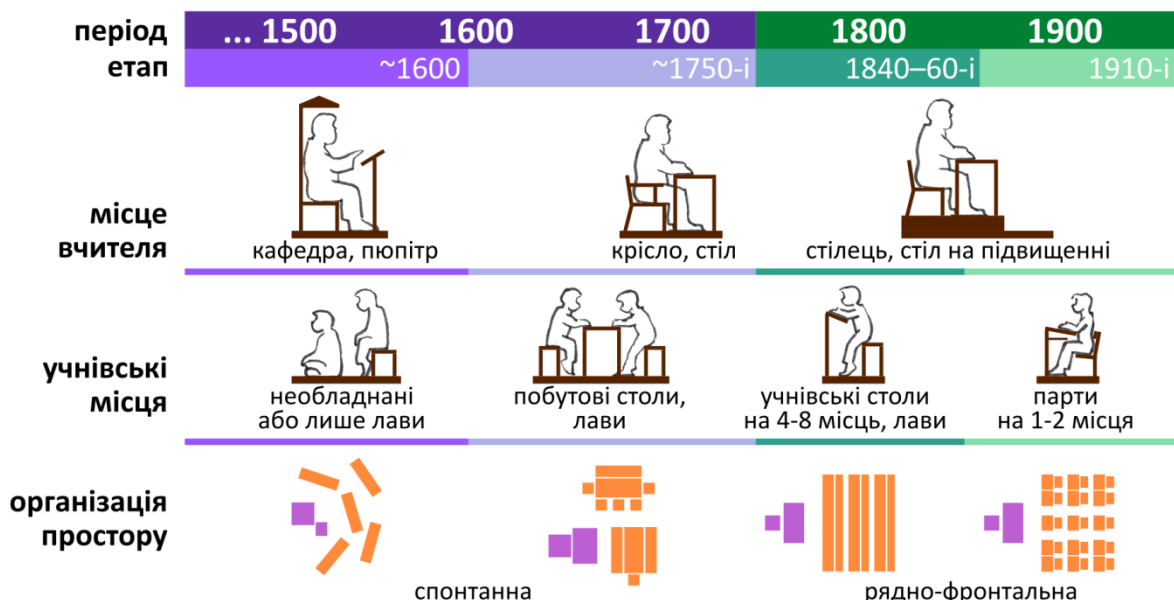 період
... 1500 1600 1700 1800 1900
етап
~1600 ~1750-і 1840–60-і 1910-і
місце
вчителя
кафедра, пюпітр
крісло, стіл
стілець, стіл на підвищенні
учнівські
місця
необладнані
або лише лави
побутові столи,
лави
учнівські столи
на 4-8 місць, лави
парти
на 1-2 місця
організація
простору
спонтанна
рядно-фронтальна